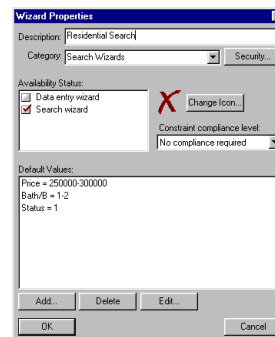 Wizard Properties
Description: Residential Search
Category: Search Wizards
Security...
Availability Status:
Data entry wizard
Search wizard
Change Icon...
Constraint compliance level:
No compliance required
Default Values:
Price = 250000-300000
Bath/B = 1-2
Status = 1
Add... Delete Edit...
OK Cancel